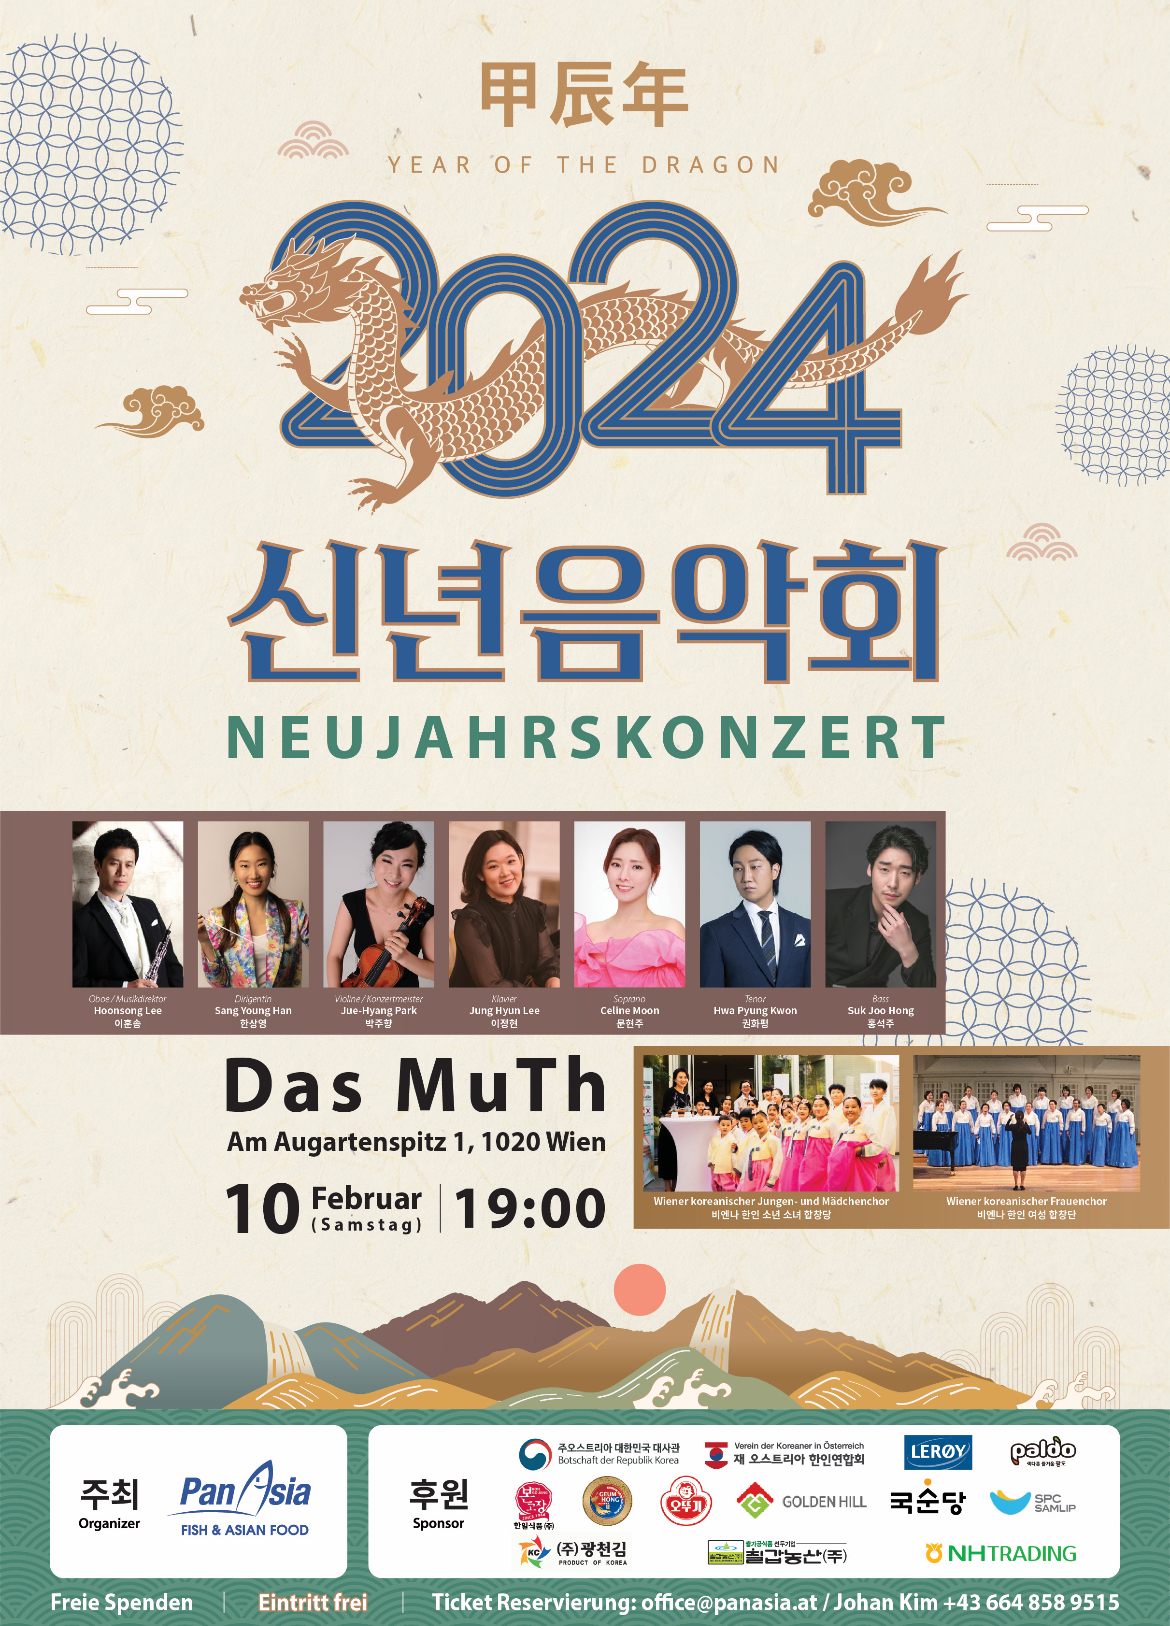 甲辰年
YEAR OF THE DRAGON
2024
신년음악회
NEUJAHRSKONZERT
Oboe / Musikdirektor
Hoonsong Lee
이훈송
Dirigentin
Sang Young Han
한상영
Violine / Konzertmeister
Jue-Hyang Park
박주향
Klavier
Jung Hyun Lee
이정현
Soprano
Celine Moon
문현주
Tenor
Hwa Pyung Kwon
권화평
Bass
Suk Joo Hong
홍석주
Das MuTh
Am Augartenspitz 1, 1020 Wien
10 Februar (Samstag) 19:00
Wiener koreanischer Jungen- und Mädchenchor
비엔나 한인 소년 소녀 합창당
Wiener koreanischer Frauenchor
비엔나 한인 여성 합창단
주최
Organizer
Pan Asia
FISH & ASIAN FOOD
후원
Sponsor
주오스트리아 대한민국 대사관
Botschaft der Republik Korea
Verein der Koreaner in Österreich
재 오스트리아 한인연합회
LERØY
paldo
한일식품(주)
GEUM HONG
오뚜기
GOLDEN HILL
국순당
SPC
SAMLIP
KC (주)광천김
PRODUCT OF KOREA
칠갑농산(주)
NHTRADING
Freie Spenden
Eintritt frei
Ticket Reservierung: office@panasia.at / Johan Kim +43 664 858 9515